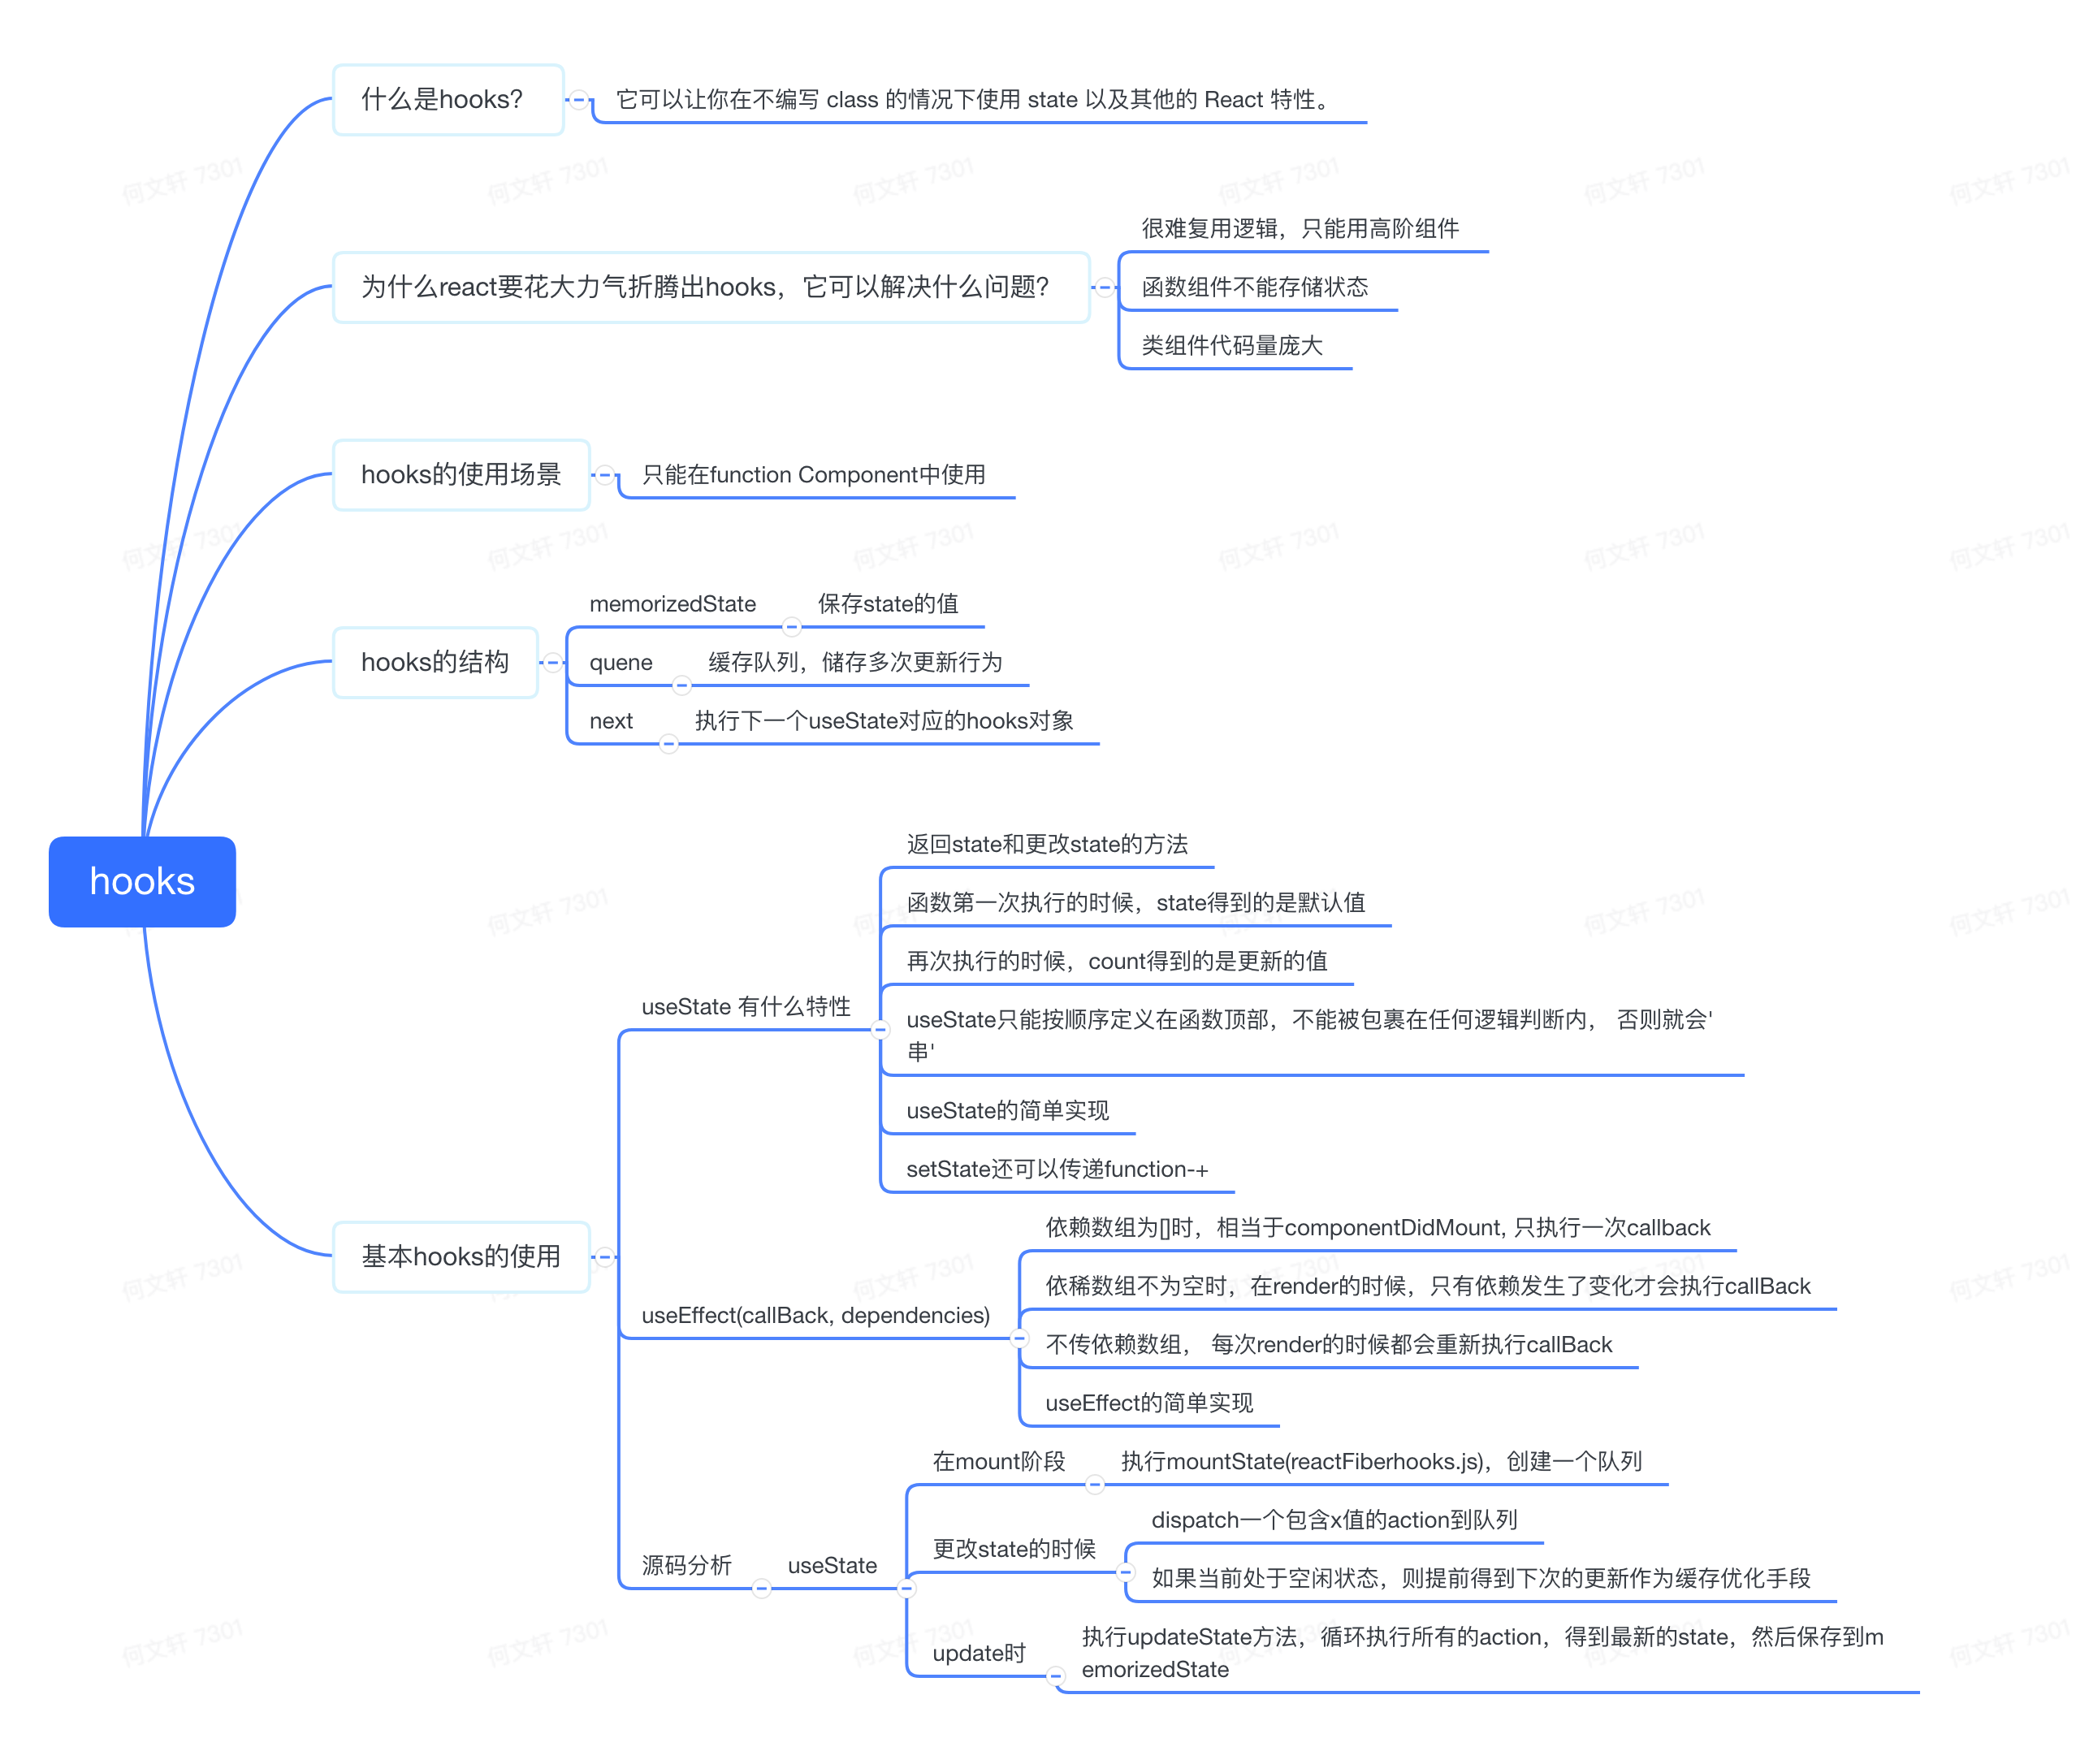 什么是hooks?
它可以让你在不编写 class 的情况下使用 state 以及其他的 React 特性。
为什么react要花大力气折腾出hooks，它可以解决什么问题?
很难复用逻辑，只能用高阶组件
函数组件不能存储状态
类组件代码量庞大
hooks的使用场景
只能在function Component中使用
hooks的结构
memorizedState
保存state的值
quene
缓存队列，储存多次更新行为
next
执行下一个useState对应的hooks对象
hooks
基本hooks的使用
useState 有什么特性
返回state和更改state的方法
函数第一次执行的时候，state得到的是默认值
再次执行的时候，count得到的是更新的值
useState只能按顺序定义在函数顶部，不能被包裹在任何逻辑判断内， 否则就会'
串'
useState的简单实现
setState还可以传递function-+
useEffect(callBack, dependencies)
依赖数组为[]时，相当于componentDidMount, 只执行一次callback
依稀数组不为空时，在render的时候，只有依赖发生了变化才会执行callBack
不传依赖数组， 每次render的时候都会重新执行callBack
useEffect的简单实现
源码分析
useState
在mount阶段
执行mountState(reactFiberhooks.js)，创建一个队列
更改state的时候
dispatch一个包含x值的action到队列
如果当前处于空闲状态，则提前得到下次的更新作为缓存优化手段
update时
执行updateState方法，循环执行所有的action，得到最新的state，然后保存到m
emorizedState
何文轩 7301